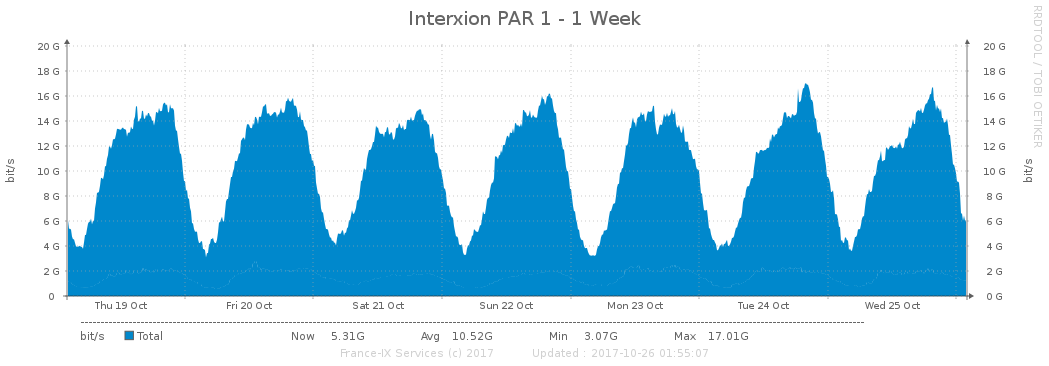 Interxion PAR 1 - 1 Week
RRDTOOL / TOBI OETIKER
bit/s
20 G 20 G
18 G 18 G
16 G 16 G
14 G 14 G
12 G 12 G
10 G 10 G
8 G 8 G
6 G 6 G
4 G 4 G
2 G 2 G
0 0 G
bit/s
Thu 19 Oct Fri 20 Oct Sat 21 Oct Sun 22 Oct Mon 23 Oct Tue 24 Oct Wed 25 Oct
bit/s Total Now 5.31G Avg 10.52G Min 3.07G Max 17.01G
France-IX Services (c) 2017 Updated : 2017-10-26 01:55:07